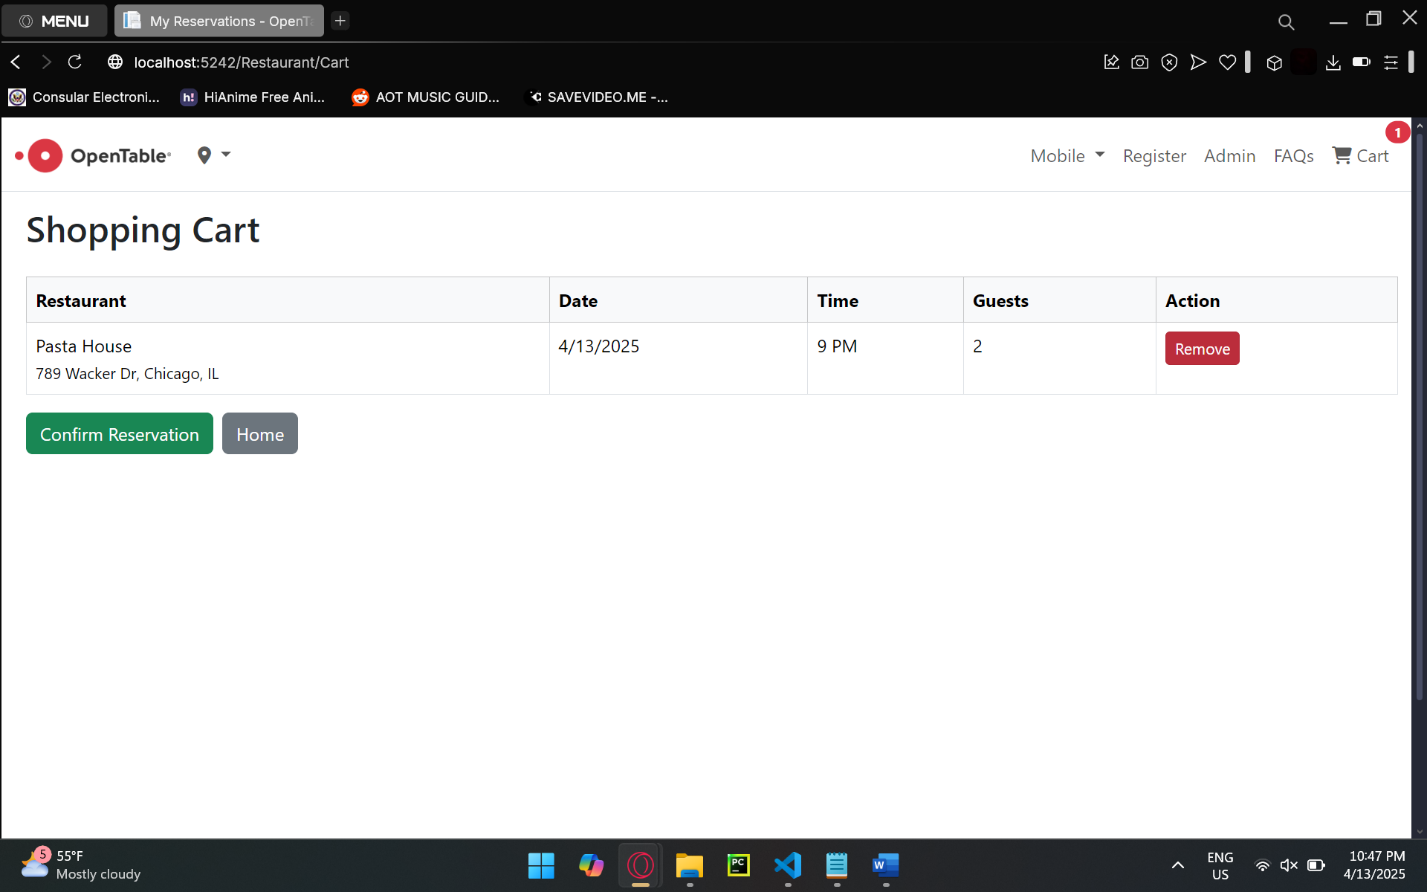 MENU
My Reservations - OpenTa
localhost:5242/Restaurant/Cart
Consular Electroni...
h! HiAnime Free Ani...
AOT MUSIC GUID...
SAVEVIDEO.ME -...
OpenTable®
Mobile
Register
Admin
FAQs
Cart
1
Shopping Cart
Restaurant Date Time Guests Action
Pasta House 4/13/2025 9 PM 2 Remove
789 Wacker Dr, Chicago, IL
Confirm Reservation Home
5
55°F
Mostly cloudy
PC
W
ENG
US
10:47 PM
4/13/2025